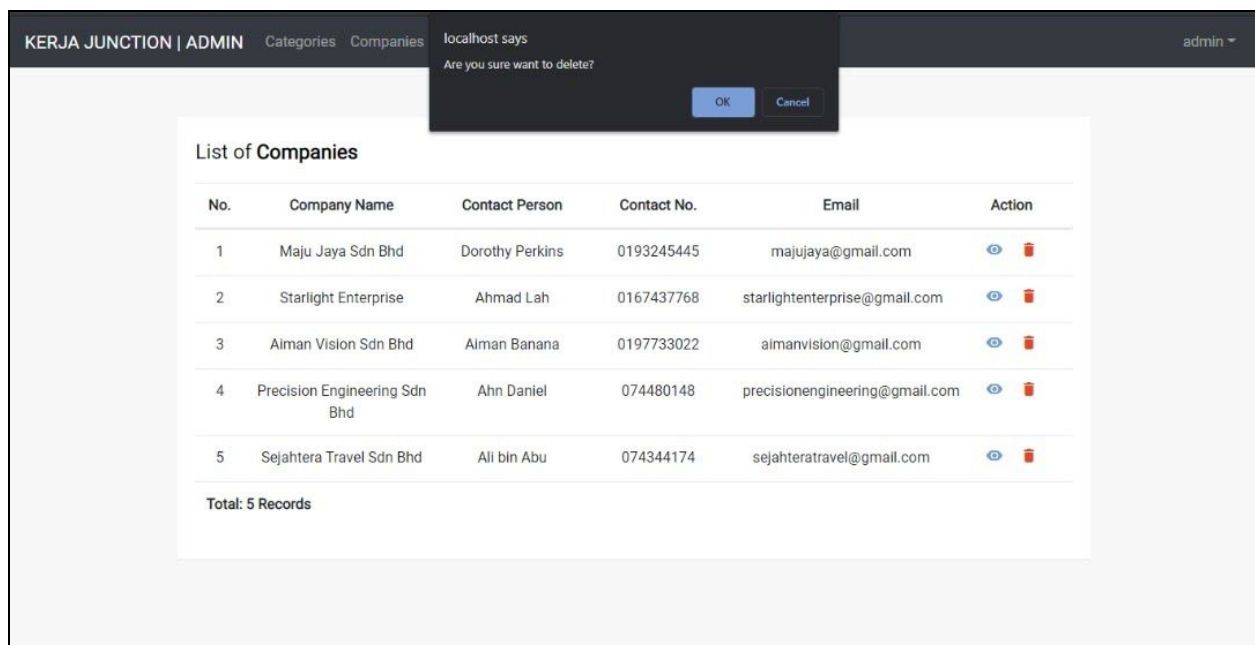 KERJA JUNCTION | ADMIN Categories Companies admin
localhost says
Are you sure want to delete?
OK Cancel
List of Companies
No. Company Name Contact Person Contact No. Email Action
1 Maju Jaya Sdn Bhd Dorothy Perkins 0193245445 majujaya@gmail.com
2 Starlight Enterprise Ahmad Lah 0167437768 starlightenterprise@gmail.com
3 Aiman Vision Sdn Bhd Aiman Banana 0197733022 aimanvision@gmail.com
4 Precision Engineering Sdn Ahn Daniel 074480148 precisionengineering@gmail.com
Bhd
5 Sejahtera Travel Sdn Bhd Ali bin Abu 074344174 sejahteratravel@gmail.com
Total: 5 Records